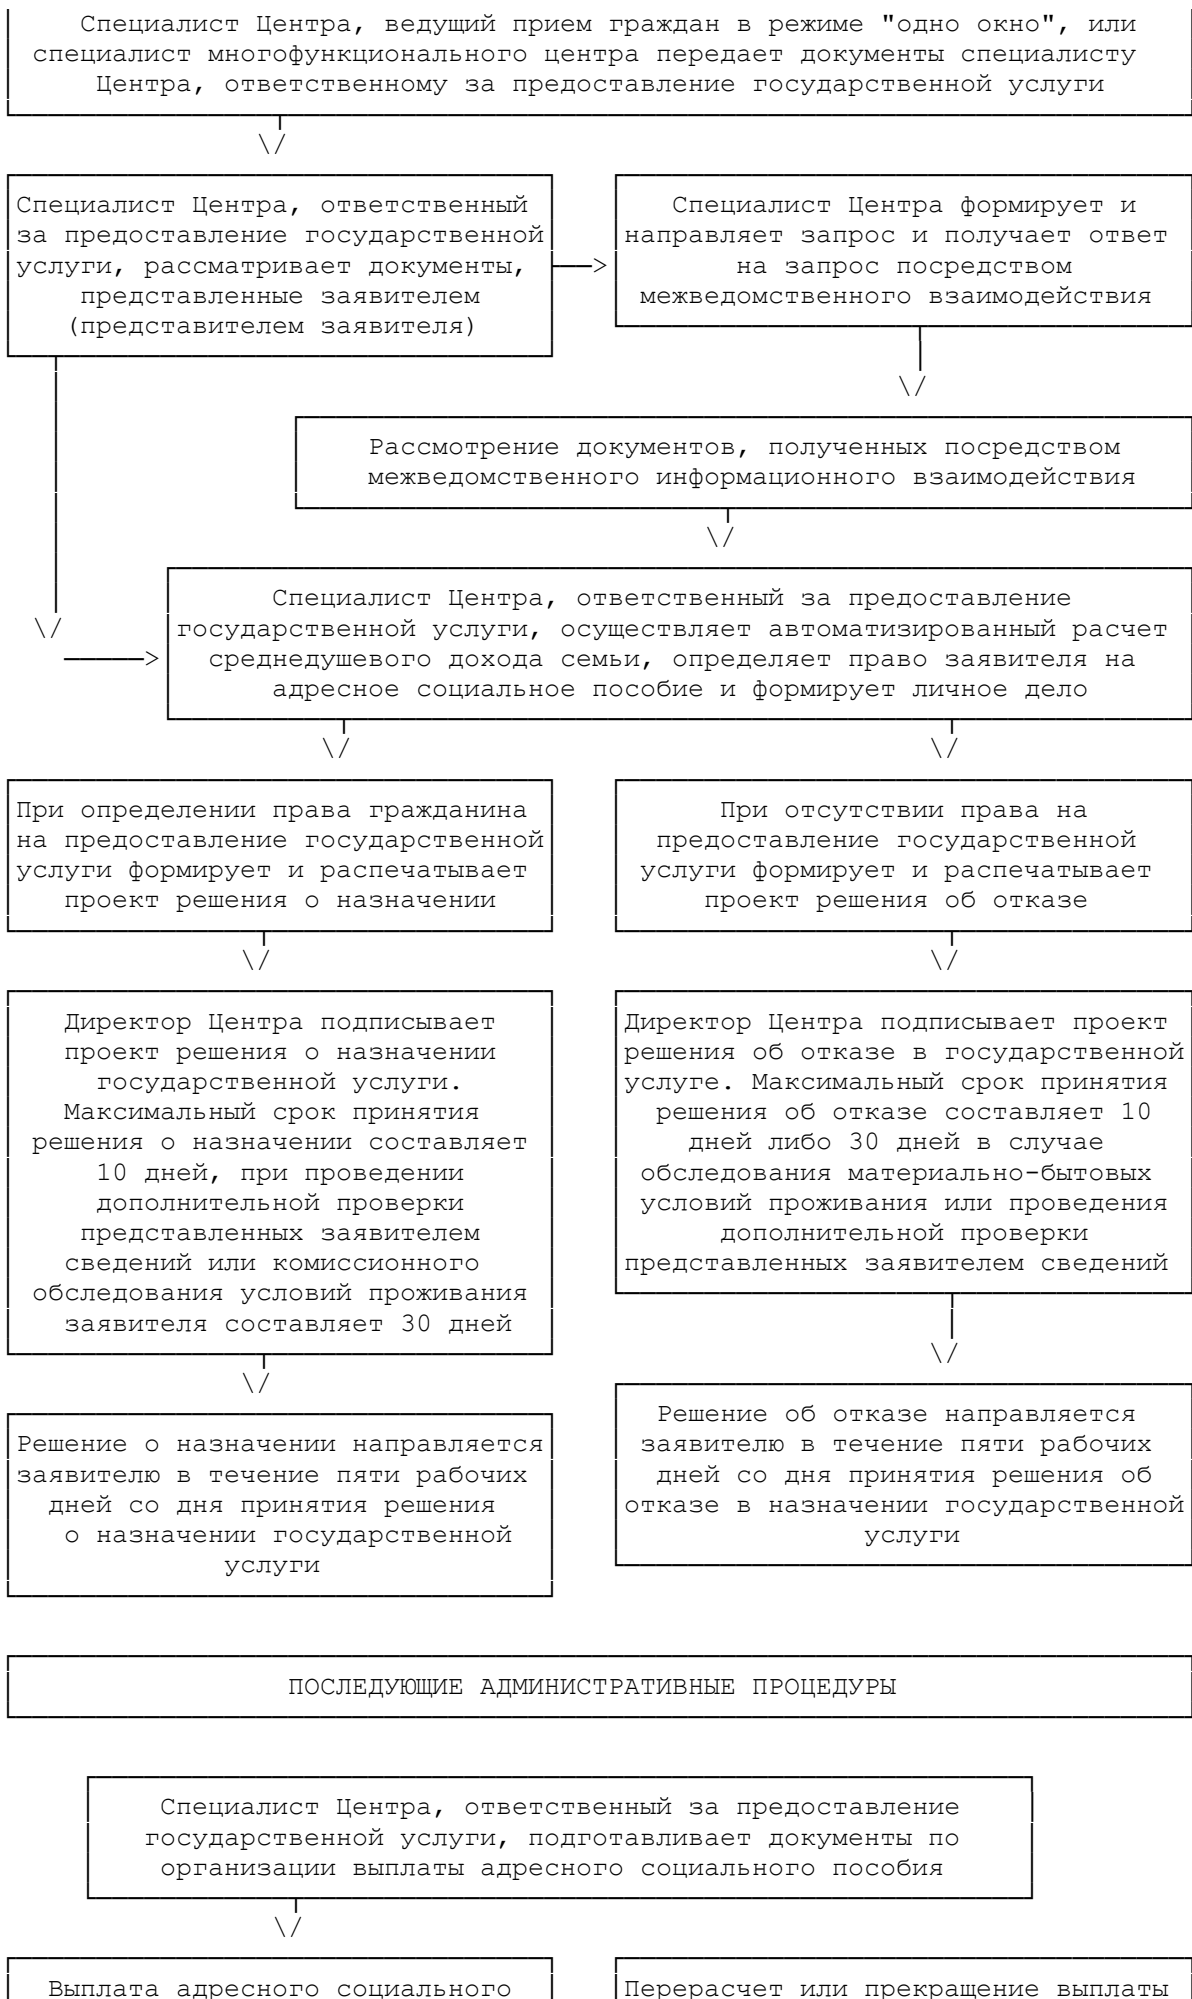 Специалист Центра, ведущий прием граждан в режиме "одно окно", или
специалист многофункционального центра передает документы специалисту
Центра, ответственному за предоставление государственной услуги
Специалист Центра, ответственный
за предоставление государственной
услуги, рассматривает документы,
представленные заявителем
(представителем заявителя)
Специалист Центра формирует и
направляет запрос и получает ответ
на запрос посредством
межведомственного взаимодействия
Рассмотрение документов, полученных посредством
межведомственного информационного взаимодействия
Специалист Центра, ответственный за предоставление
государственной услуги, осуществляет автоматизированный расчет
среднедушевого дохода семьи, определяет право заявителя на
адресное социальное пособие и формирует личное дело
При определении права гражданина
на предоставление государственной
услуги формирует и распечатывает
проект решения о назначении
При отсутствии права на
предоставление государственной
услуги формирует и распечатывает
проект решения об отказе
Директор Центра подписывает
проект решения о назначении
государственной услуги.
Максимальный срок принятия
решения о назначении составляет
10 дней, при проведении
дополнительной проверки
представленных заявителем
сведений или комиссионного
обследования условий проживания
заявителя составляет 30 дней
Директор Центра подписывает проект
решения об отказе в государственной
услуге. Максимальный срок принятия
решения об отказе составляет 10
дней либо 30 дней в случае
обследования материально-бытовых
условий проживания или проведения
дополнительной проверки
представленных заявителем сведений
Решение о назначении направляется
заявителю в течение пяти рабочих
дней со дня принятия решения
о назначении государственной
услуги
Решение об отказе направляется
заявителю в течение пяти рабочих
дней со дня принятия решения об
отказе в назначении государственной
услуги
ПОСЛЕДУЮЩИЕ АДМИНИСТРАТИВНЫЕ ПРОЦЕДУРЫ
Специалист Центра, ответственный за предоставление
государственной услуги, подготавливает документы по
организации выплаты адресного социального пособия
Выплата адресного социального
Перерасчет или прекращение выплаты